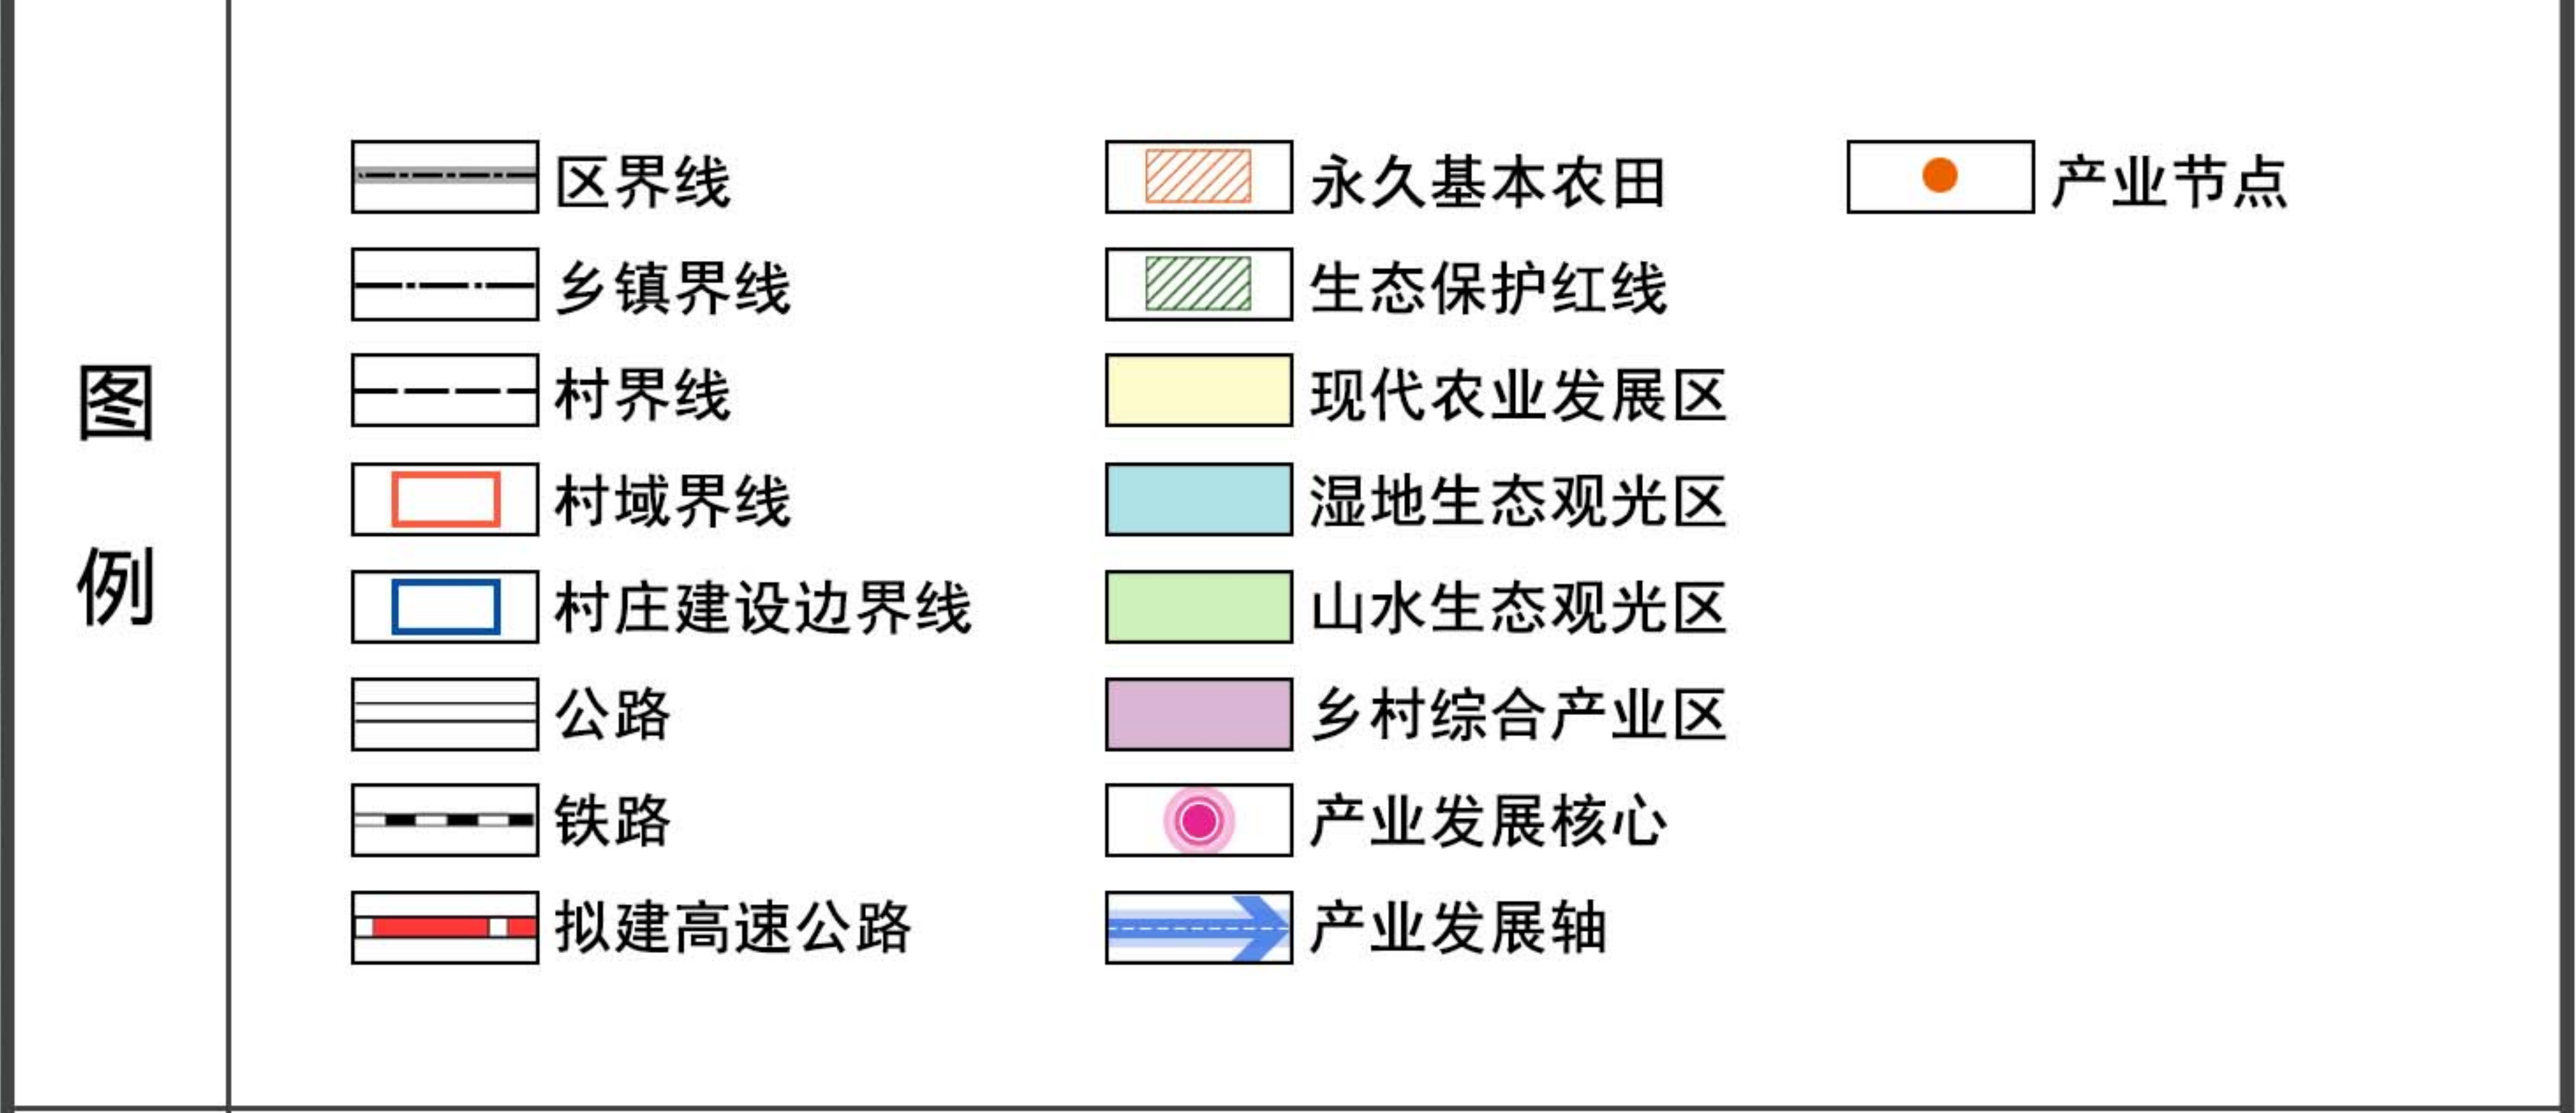 图例
区界线
乡镇界线
村界线
村域界线
村庄建设边界线
公路
铁路
拟建高速公路
永久基本农田
生态保护红线
现代农业发展区
湿地生态观光区
山水生态观光区
乡村综合产业区
产业发展核心
产业发展轴
产业节点